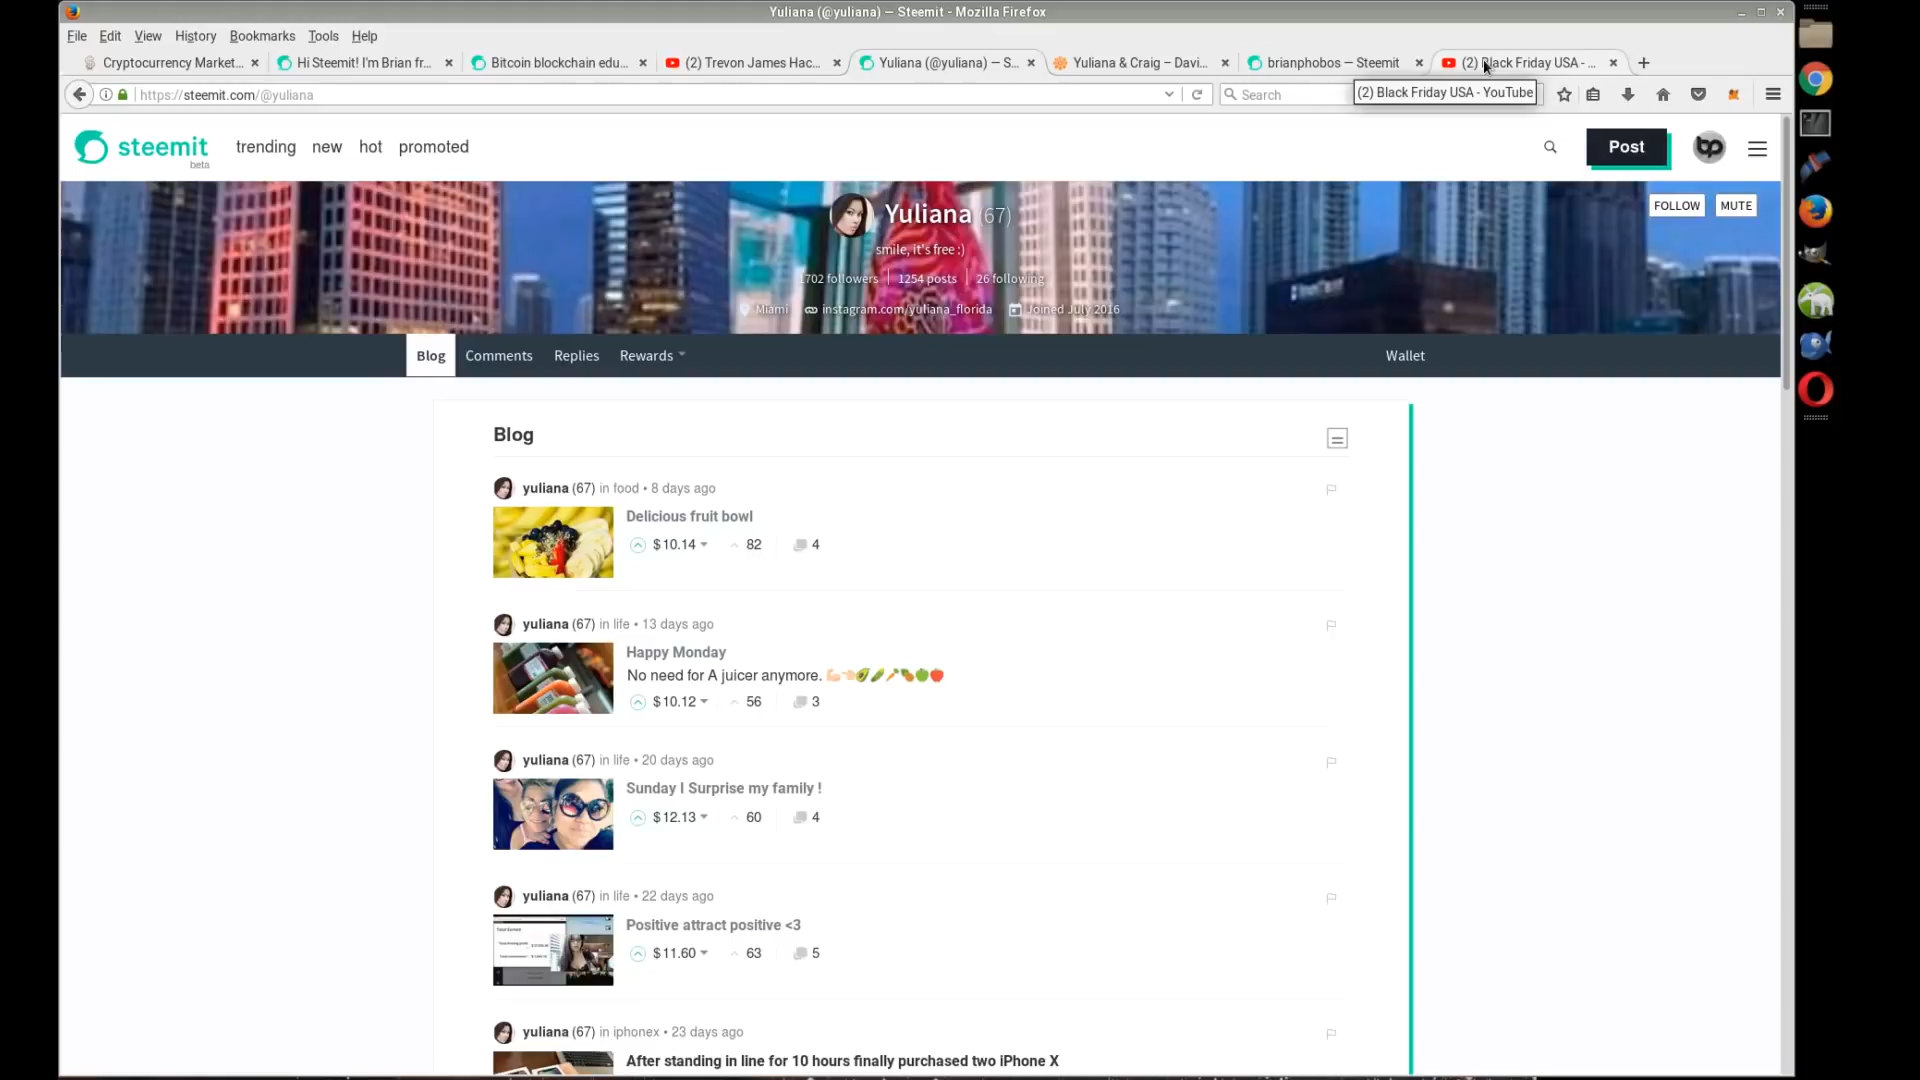 Yuliana (@yuliana) — Steemit - Mozilla Firefox
File Edit View History Bookmarks Tools Help
Cryptocurrency Market... Hi Steemit! I'm Brian fr... Bitcoin blockchain edu... (2) Trevon James Hac... Yuliana (@yuliana) — S... Yuliana & Craig – Davi... brianphobos — Steemit (2) Black Friday USA - ...
https://steemit.com/@yuliana Search (2) Black Friday USA - YouTube
steemit beta trending new hot promoted Post bp
Yuliana (67)
FOLLOW MUTE
smile, it's free :)
1702 followers 1254 posts 26 following
Miami instagram.com/yuliana_florida Joined July 2016
Blog Comments Replies Rewards Wallet
Blog
yuliana (67) in food • 8 days ago
Delicious fruit bowl
$10.14 82 4
yuliana (67) in life • 13 days ago
Happy Monday
No need for A juicer anymore. 💪🏻👈🏻🥑🥒🥕🍍🍏🍎
$10.12 56 3
yuliana (67) in life • 20 days ago
Sunday I Surprise my family !
$12.13 60 4
yuliana (67) in life • 22 days ago
Positive attract positive <3
$11.60 63 5
yuliana (67) in iphonex • 23 days ago
After standing in line for 10 hours finally purchased two iPhone X